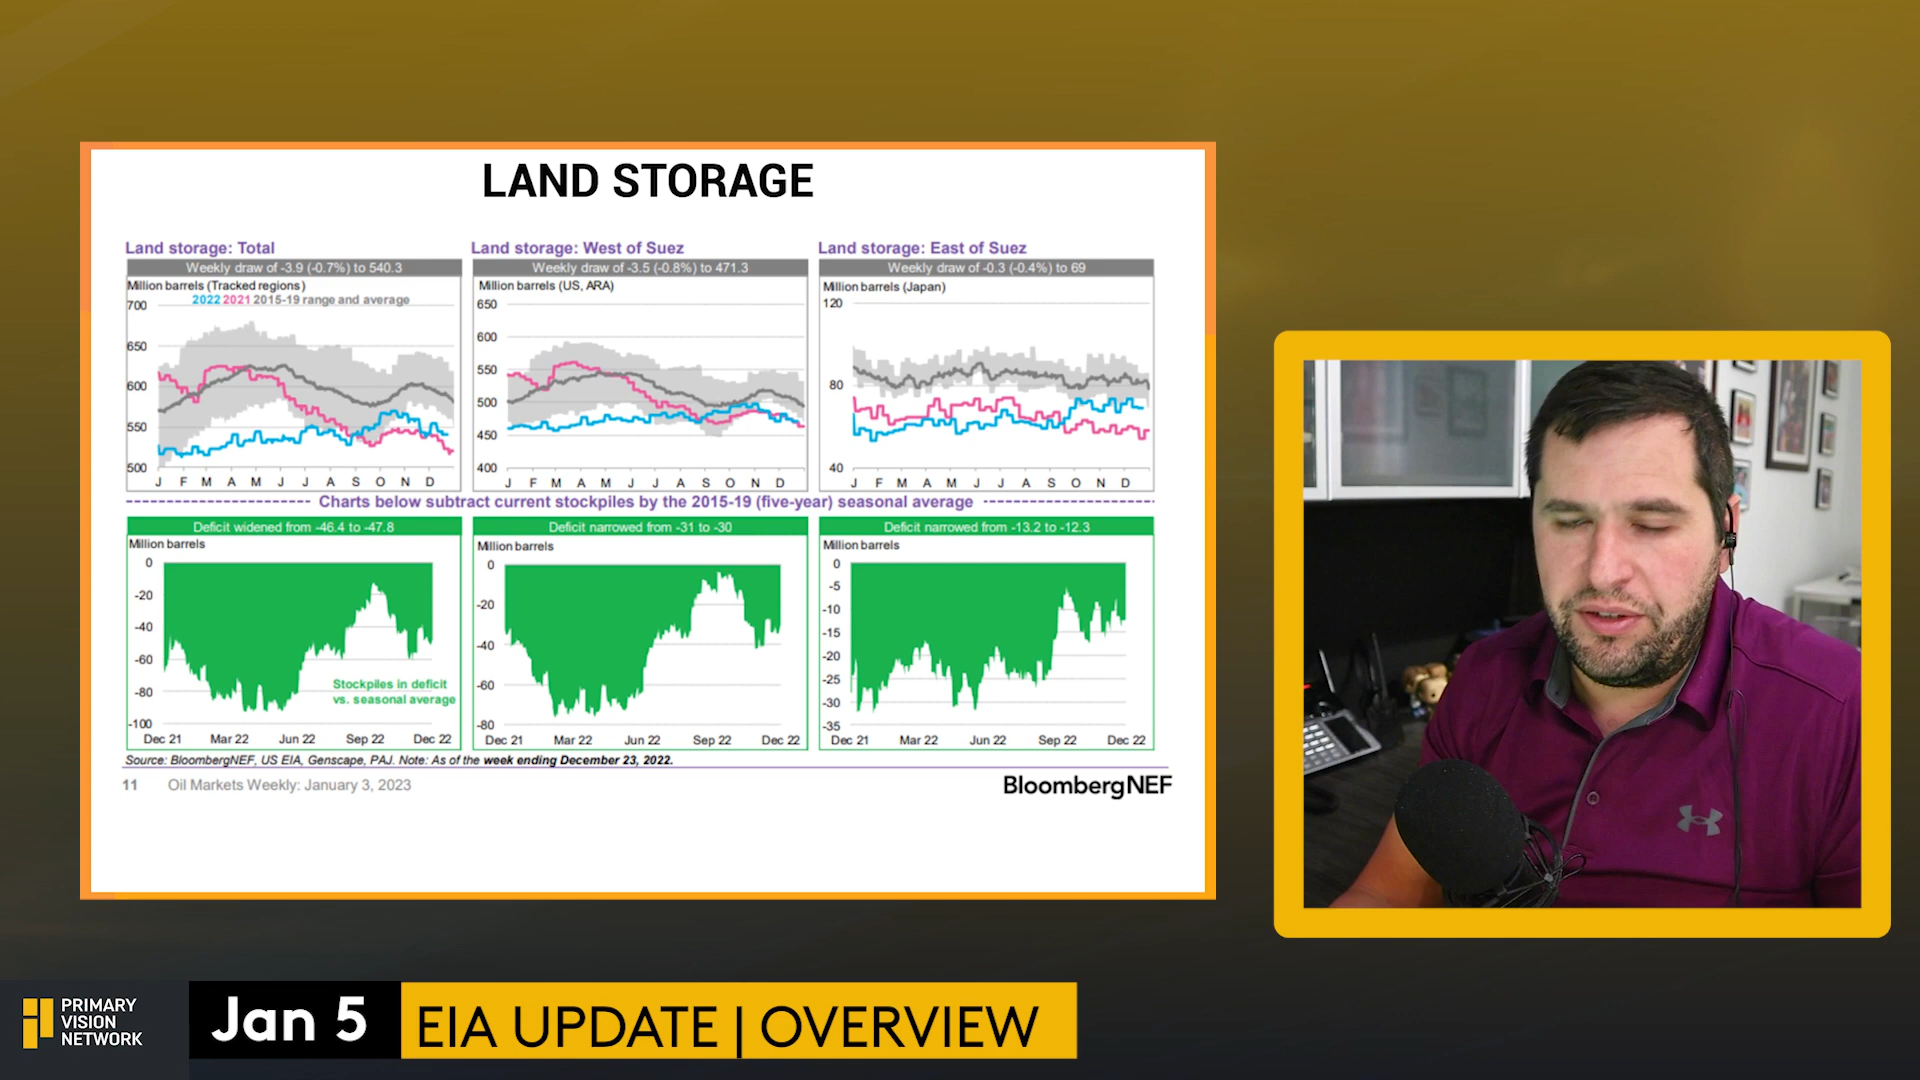 LAND STORAGE
Land storage: Total
Weekly draw of -3.9 (-0.7%) to 540.3
Million barrels (Tracked regions)
2022 2021 2015-19 range and average
700
650
600
550
500
J F M A M J J A S O N D
Land storage: West of Suez
Weekly draw of -3.5 (-0.8%) to 471.3
Million barrels (US, ARA)
650
600
550
500
450
400
J F M A M J J A S O N D
Land storage: East of Suez
Weekly draw of -0.3 (-0.4%) to 69
Million barrels (Japan)
120
80
40
J F M A M J J A S O N D
Charts below subtract current stockpiles by the 2015-19 (five-year) seasonal average
Deficit widened from -46.4 to -47.8
Million barrels
0
-20
-40
-60
-80
-100
Stockpiles in deficit
vs. seasonal average
Dec 21 Mar 22 Jun 22 Sep 22 Dec 22
Deficit narrowed from -31 to -30
Million barrels
0
-20
-40
-60
-80
Dec 21 Mar 22 Jun 22 Sep 22 Dec 22
Deficit narrowed from -13.2 to -12.3
Million barrels
0
-5
-10
-15
-20
-25
-30
-35
Dec 21 Mar 22 Jun 22 Sep 22 Dec 22
Source: BloombergNEF, US EIA, Genscape, PAJ. Note: As of the week ending December 23, 2022.
11 Oil Markets Weekly: January 3, 2023
BloombergNEF
PRIMARY
VISION
NETWORK
Jan 5
EIA UPDATE | OVERVIEW